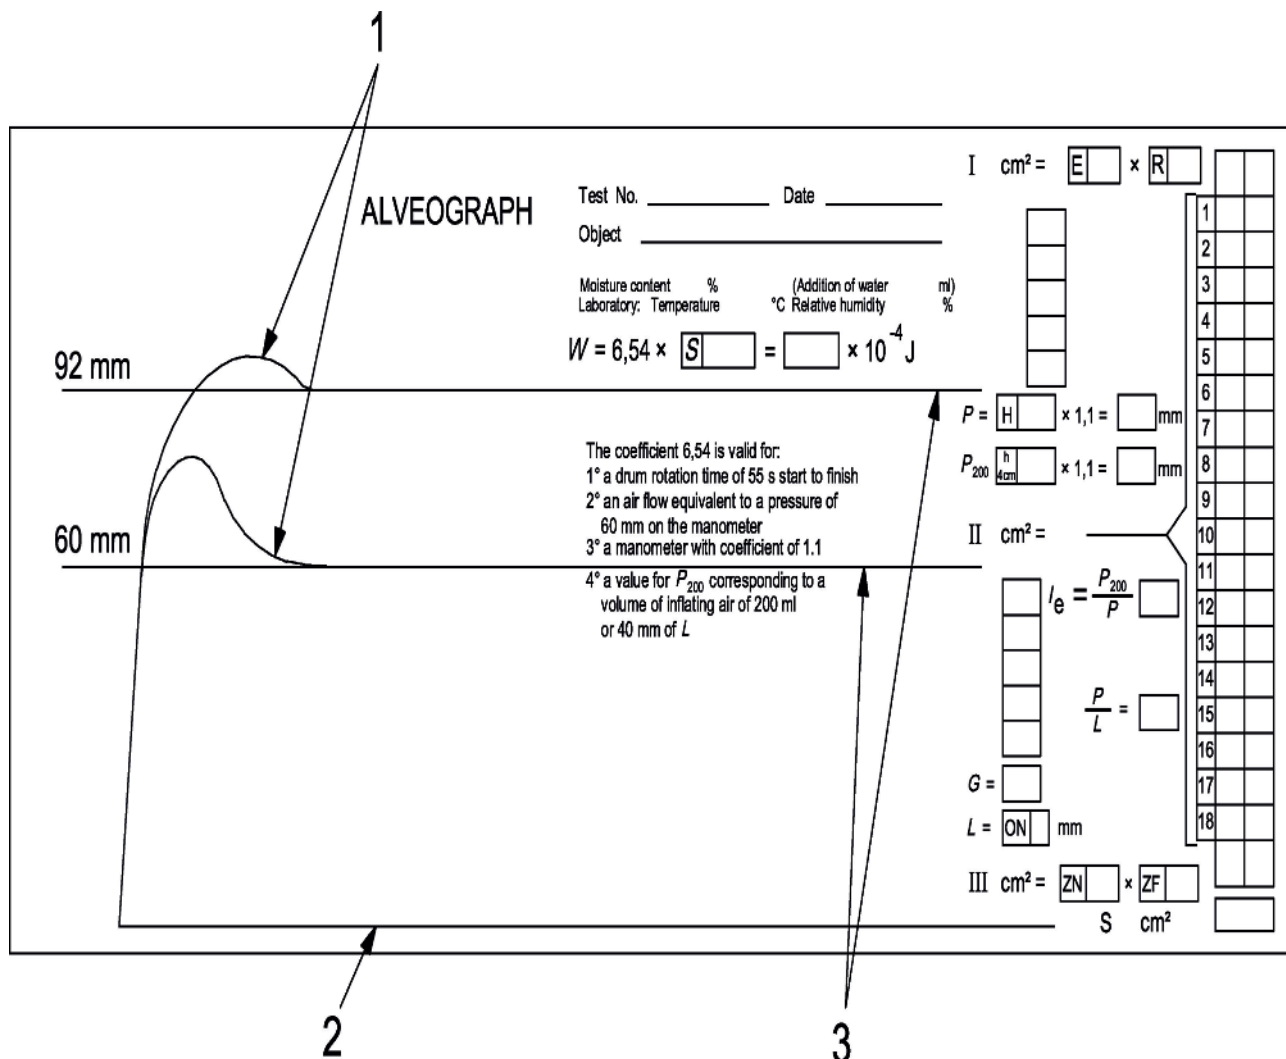 1
ALVEOGRAPH
Test No. Date
Object
Moisture content % (Addition of water ml)
Laboratory: Temperature °C Relative humidity %
W = 6,54 × S = × 10⁻⁴ J
92 mm
60 mm
The coefficient 6,54 is valid for:
1° a drum rotation time of 55 s start to finish
2° an air flow equivalent to a pressure of
60 mm on the manometer
3° a manometer with coefficient of 1.1
4° a value for P₂₀₀ corresponding to a
volume of inflating air of 200 ml
or 40 mm of L
I cm² = E × R
P = H × 1,1 = mm
P₂₀₀ h 4cm × 1,1 = mm
II cm² =
Iₑ = P₂₀₀ / P
P / L =
G =
L = ON mm
III cm² = ZN × ZF
S cm²
1
2
3
4
5
6
7
8
9
10
11
12
13
14
15
16
17
18
2
3